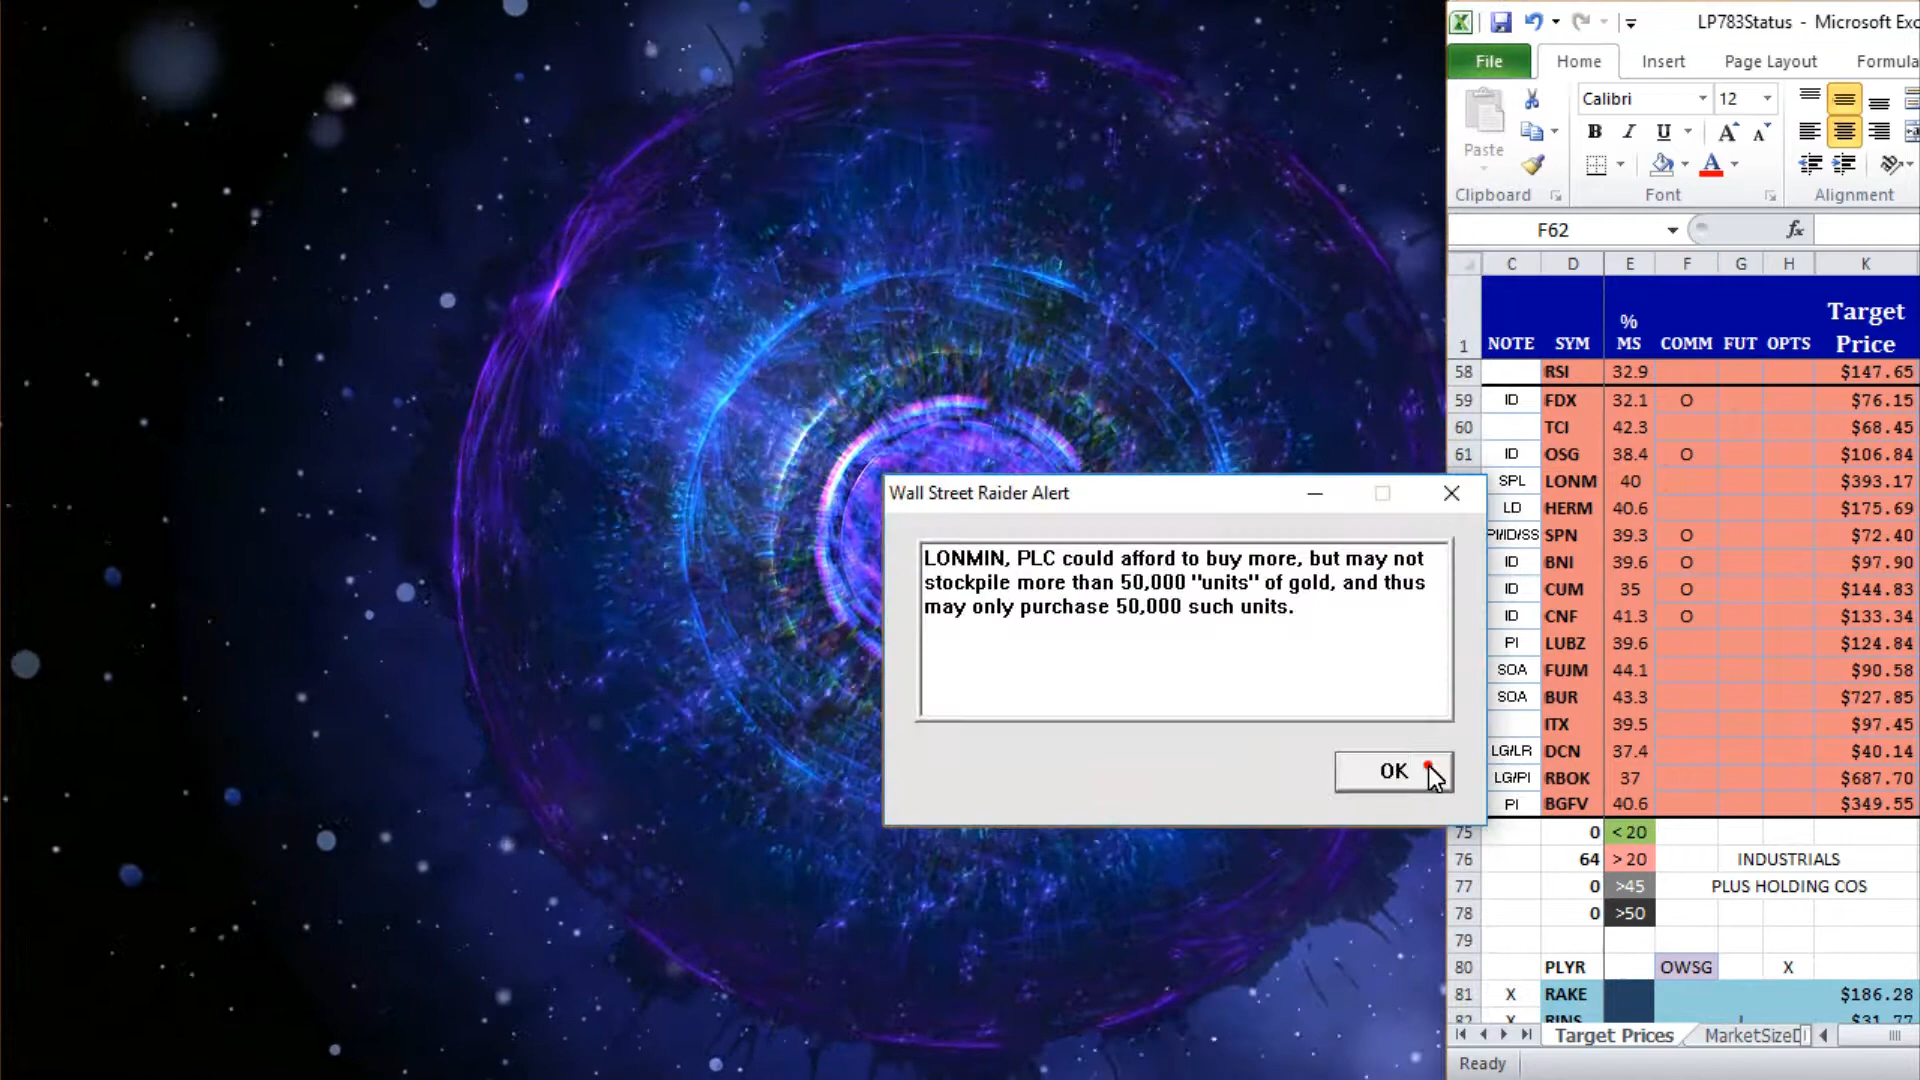 LP783Status - Microsoft Exc
File Home Insert Page Layout Formula
Calibri 12
Paste
B I U A A
A
Clipboard Font Alignment
F62 fx
C D E F G H K
1 NOTE SYM % MS COMM FUT OPTS Target Price
58 RSI 32.9 $147.65
59 ID FDX 32.1 O $76.15
60 TCI 42.3 $68.45
61 ID OSG 38.4 O $106.84
SPL LONM 40 $393.17
LD HERM 40.6 $175.69
PI/ID/SS SPN 39.3 O $72.40
ID BNI 39.6 O $97.90
ID CUM 35 O $144.83
ID CNF 41.3 O $133.34
PI LUBZ 39.6 $124.84
SOA FUJM 44.1 $90.58
SOA BUR 43.3 $727.85
ITX 39.5 $97.45
LG/LR DCN 37.4 $40.14
LG/PI RBOK 37 $687.70
PI BGFV 40.6 $349.55
75 0 < 20
76 64 > 20 INDUSTRIALS
77 0 >45 PLUS HOLDING COS
78 0 >50
79
80 PLYR OWSG X
81 X RAKE $186.28
82 X RINS $31.77
Target Prices MarketSizeD
Ready
Wall Street Raider Alert
LONMIN, PLC could afford to buy more, but may not
stockpile more than 50,000 "units" of gold, and thus
may only purchase 50,000 such units.
OK